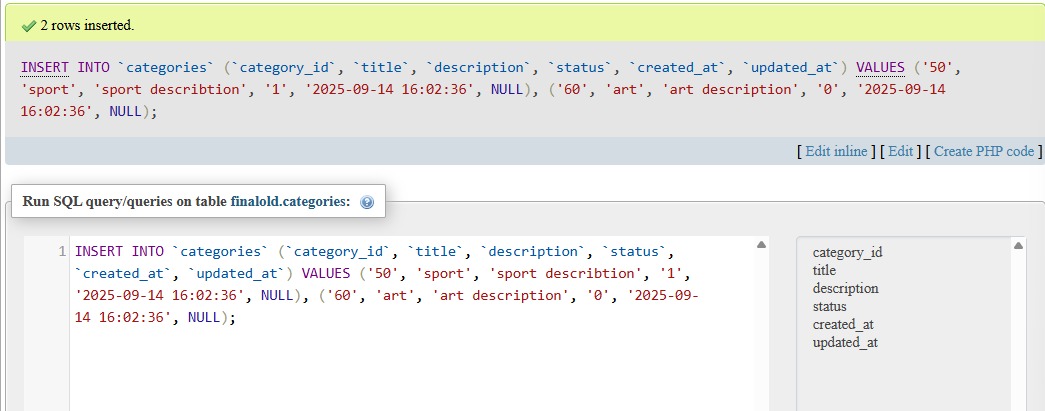 2 rows inserted.
INSERT INTO `categories` (`category_id`, `title`, `description`, `status`, `created_at`, `updated_at`) VALUES ('50',
'sport', 'sport describtion', '1', '2025-09-14 16:02:36', NULL), ('60', 'art', 'art description', '0', '2025-09-14
16:02:36', NULL);
[ Edit inline ] [ Edit ] [ Create PHP code ]
Run SQL query/queries on table finalold.categories:
1 INSERT INTO `categories` (`category_id`, `title`, `description`, `status`,
`created_at`, `updated_at`) VALUES ('50', 'sport', 'sport describtion', '1',
'2025-09-14 16:02:36', NULL), ('60', 'art', 'art description', '0', '2025-09-
14 16:02:36', NULL);
category_id
title
description
status
created_at
updated_at